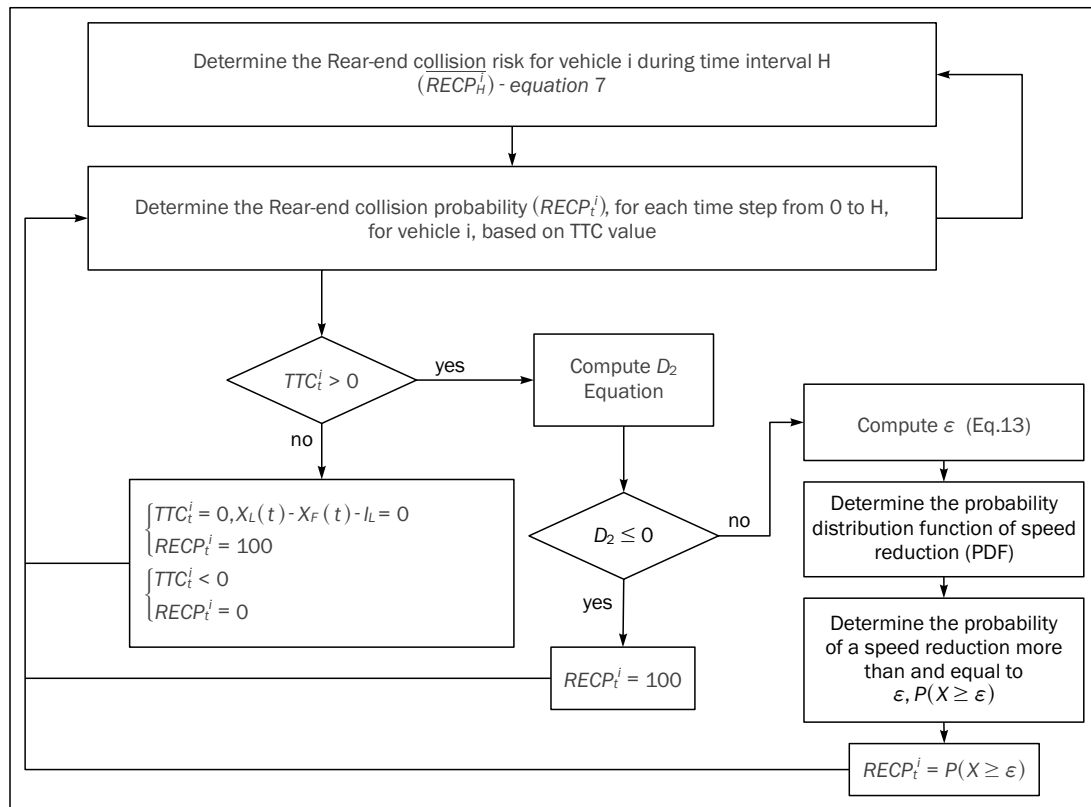 Determine the Rear-end collision risk for vehicle i during time interval H
(\overline{RECP_H^i}) - equation 7
Determine the Rear-end collision probability (RECP_t^i), for each time step from 0 to H,
for vehicle i, based on TTC value
TTC_t^i > 0
yes
no
Compute D₂
Equation
Compute ε (Eq.13)
TTC_t^i = 0, X_L(t) - X_F(t) - l_L = 0
RECP_t^i = 100
TTC_t^i < 0
RECP_t^i = 0
D₂ ≤ 0
no
yes
Determine the probability
distribution function of speed
reduction (PDF)
Determine the probability
of a speed reduction more
than and equal to
ε, P(X ≥ ε)
RECP_t^i = 100
RECP_t^i = P(X ≥ ε)